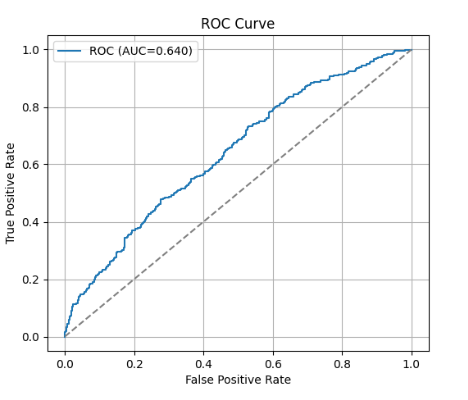 ROC Curve
ROC (AUC=0.640)
True Positive Rate
1.0
0.8
0.6
0.4
0.2
0.0
0.0 0.2 0.4 0.6 0.8 1.0
False Positive Rate